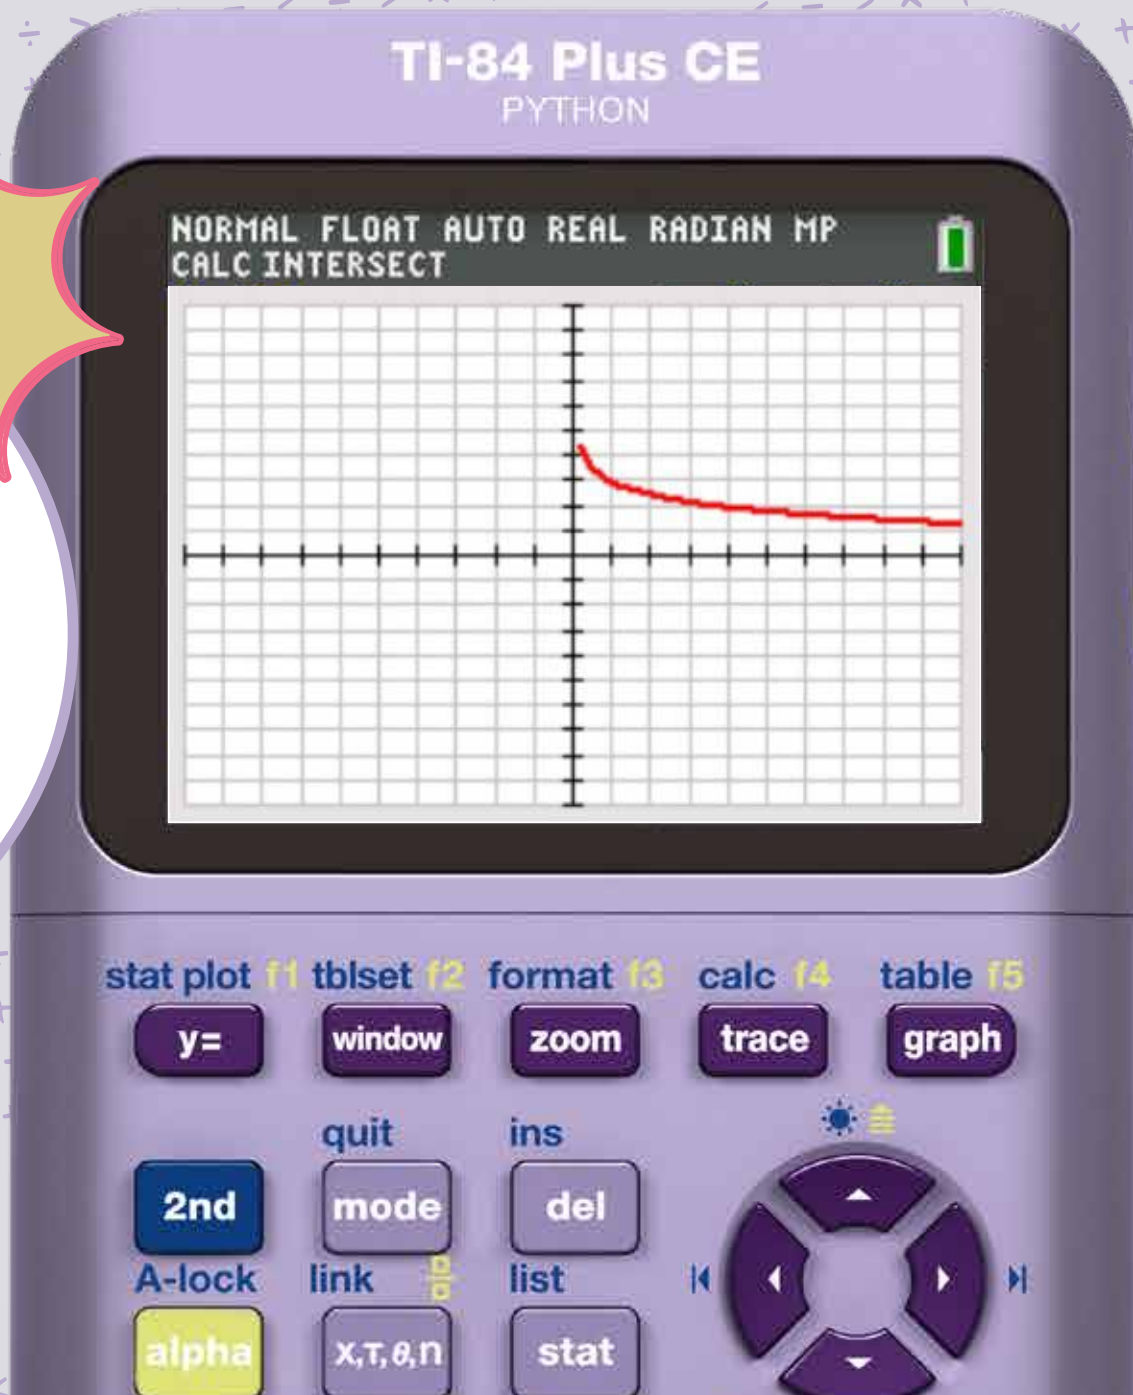 TI-84 Plus CE
PYTHON
NORMAL FLOAT AUTO REAL RADIAN MP
CALC INTERSECT
stat plot f1 tblset f2 format f3 calc f4 table f5
y= window zoom trace graph
quit ins
2nd mode del
A-lock link list
alpha X,T,θ,n stat